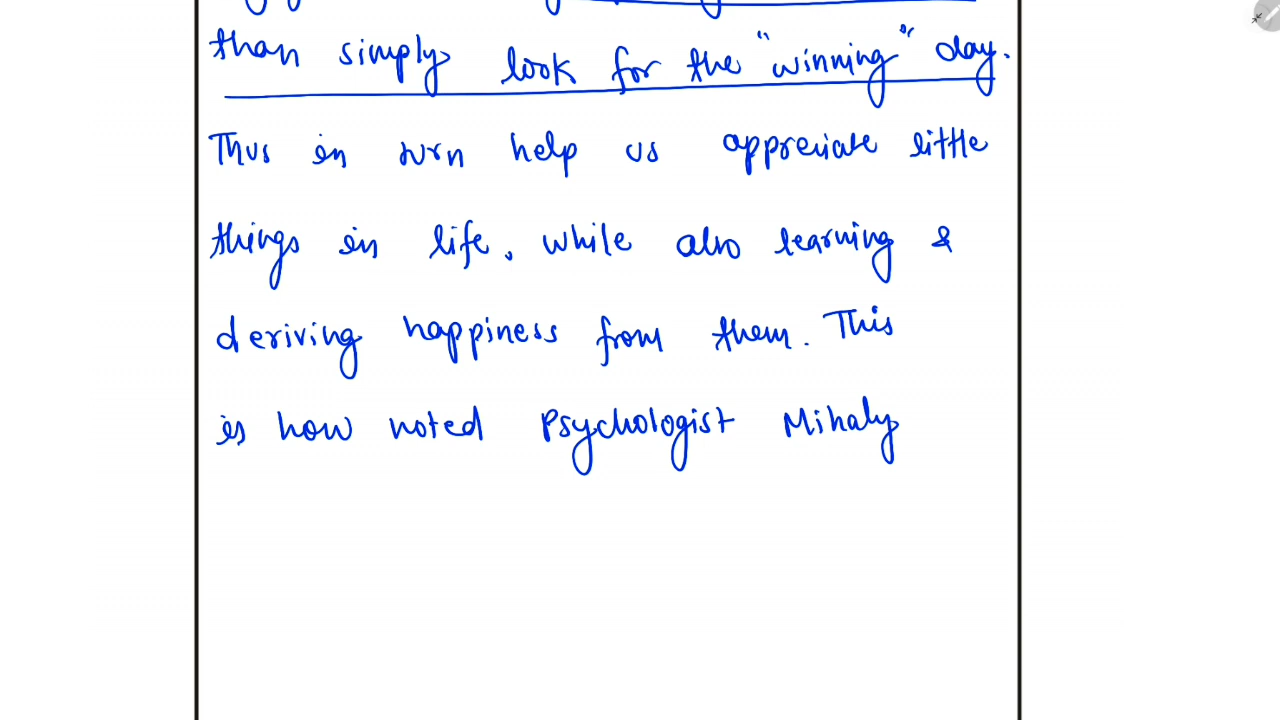 than simply look for the "winning" day.
Thus in turn help us appreciate little
things in life, while also learning &
deriving happiness from them. This
is how noted Psychologist Mihaly